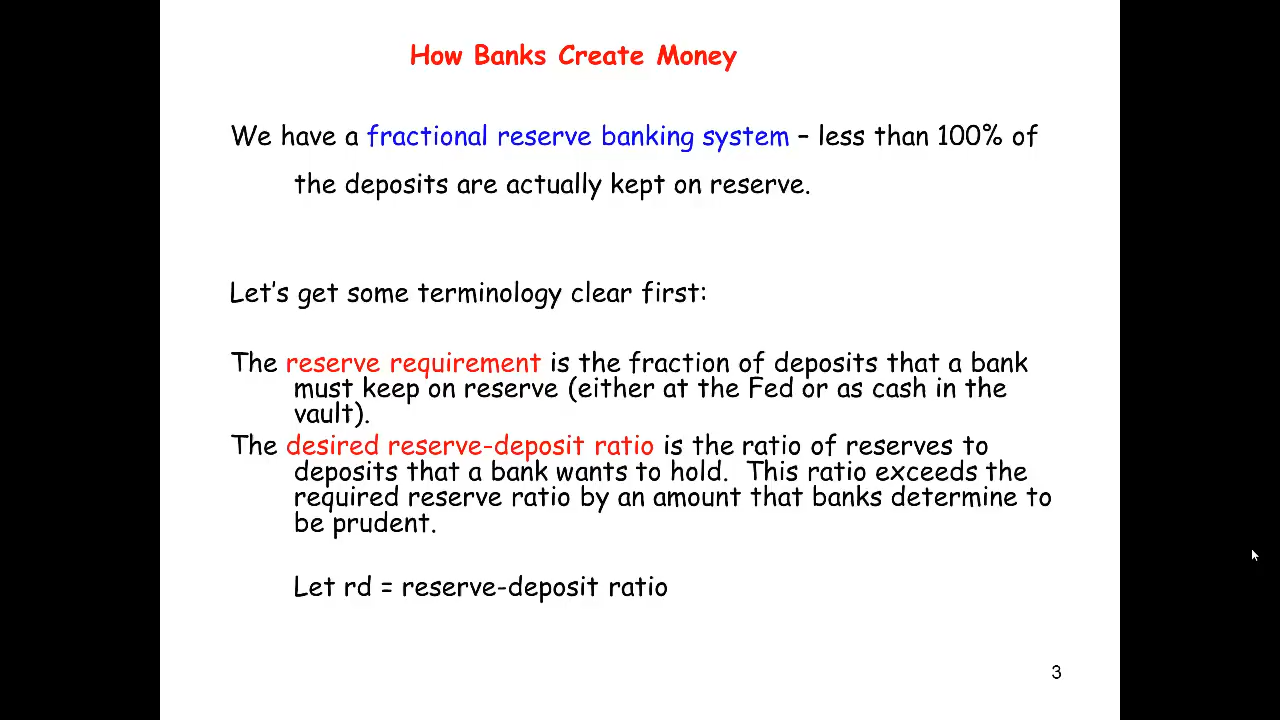 How Banks Create Money
We have a fractional reserve banking system – less than 100% of
the deposits are actually kept on reserve.
Let's get some terminology clear first:
The reserve requirement is the fraction of deposits that a bank
must keep on reserve (either at the Fed or as cash in the
vault).
The desired reserve-deposit ratio is the ratio of reserves to
deposits that a bank wants to hold. This ratio exceeds the
required reserve ratio by an amount that banks determine to
be prudent.
Let rd = reserve-deposit ratio
3